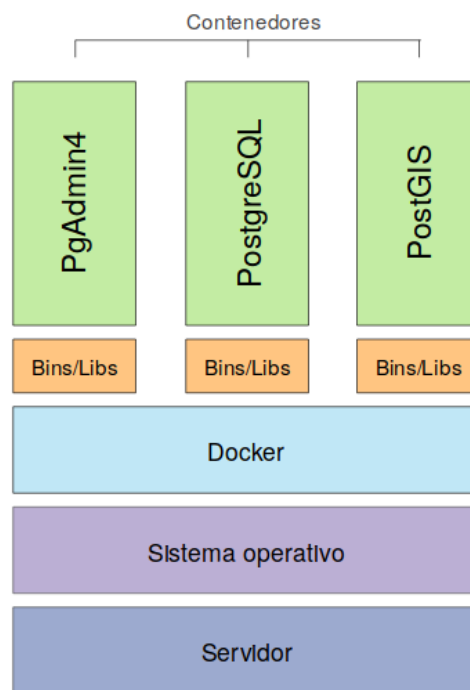 Contenedores
PgAdmin4
PostgreSQL
PostGIS
Bins/Libs
Bins/Libs
Bins/Libs
Docker
Sistema operativo
Servidor